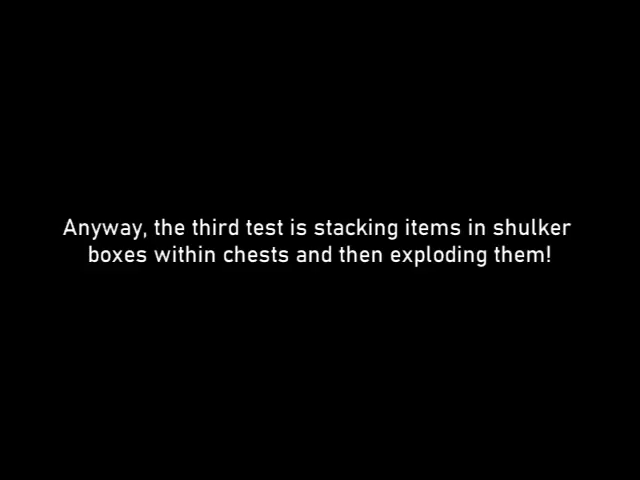 Anyway, the third test is stacking items in shulker
boxes within chests and then exploding them!